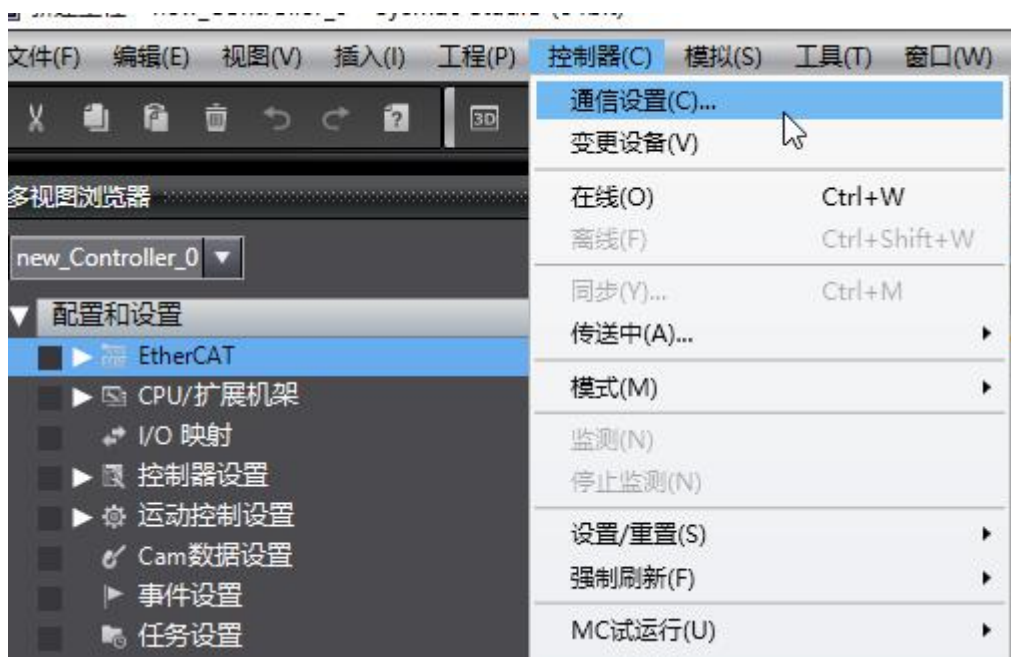 文件(F) 编辑(E) 视图(V) 插入(I) 工程(P) 控制器(C) 模拟(S) 工具(T) 窗口(W)
3D
通信设置(C)...
变更设备(V)
在线(O) Ctrl+W
离线(F) Ctrl+Shift+W
同步(Y)... Ctrl+M
传送中(A)...
模式(M)
监测(N)
停止监测(N)
设置/重置(S)
强制刷新(F)
MC试运行(U)
多视图浏览器
new_Controller_0
配置和设置
EtherCAT
CPU/扩展机架
I/O 映射
控制器设置
运动控制设置
Cam数据设置
事件设置
任务设置